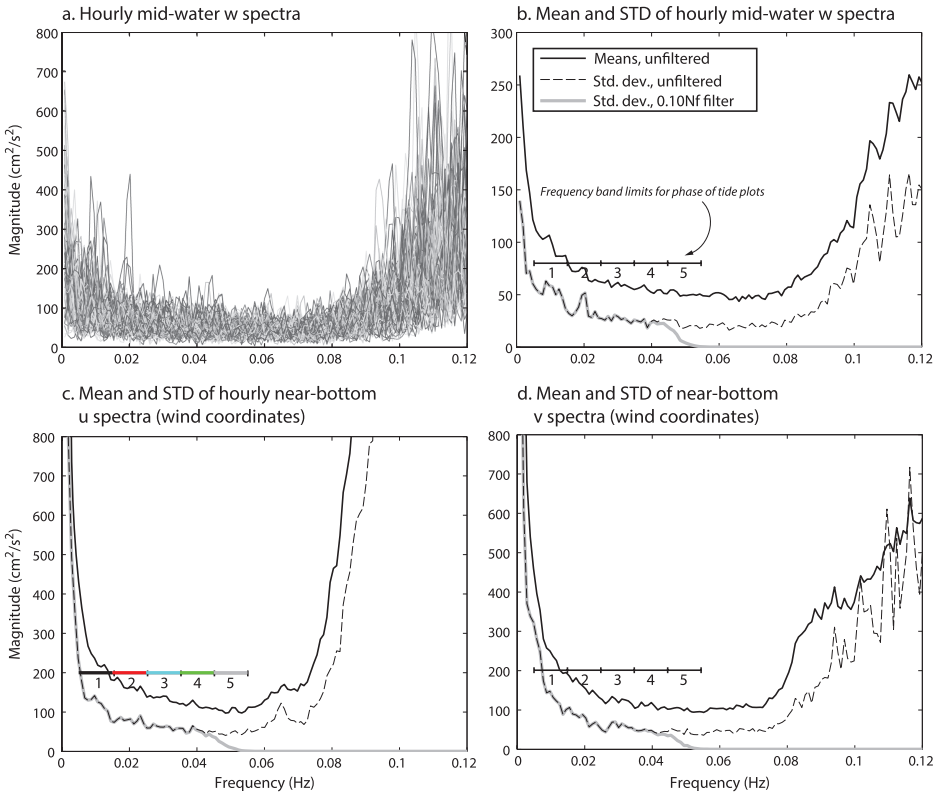 a. Hourly mid-water w spectra
800
700
600
500
400
300
200
100
0
Magnitude (cm²/s²)
0 0.02 0.04 0.06 0.08 0.1 0.12
b. Mean and STD of hourly mid-water w spectra
300
250
200
150
100
50
0
Means, unfiltered
Std. dev., unfiltered
Std. dev., 0.10Nf filter
Frequency band limits for phase of tide plots
1 2 3 4 5
0 0.02 0.04 0.06 0.08 0.1 0.12
c. Mean and STD of hourly near-bottom
u spectra (wind coordinates)
800
700
600
500
400
300
200
100
0
Magnitude (cm²/s²)
1 2 3 4 5
0 0.02 0.04 0.06 0.08 0.1 0.12
Frequency (Hz)
d. Mean and STD of near-bottom
v spectra (wind coordinates)
800
700
600
500
400
300
200
100
0
1 2 3 4 5
0 0.02 0.04 0.06 0.08 0.1 0.12
Frequency (Hz)